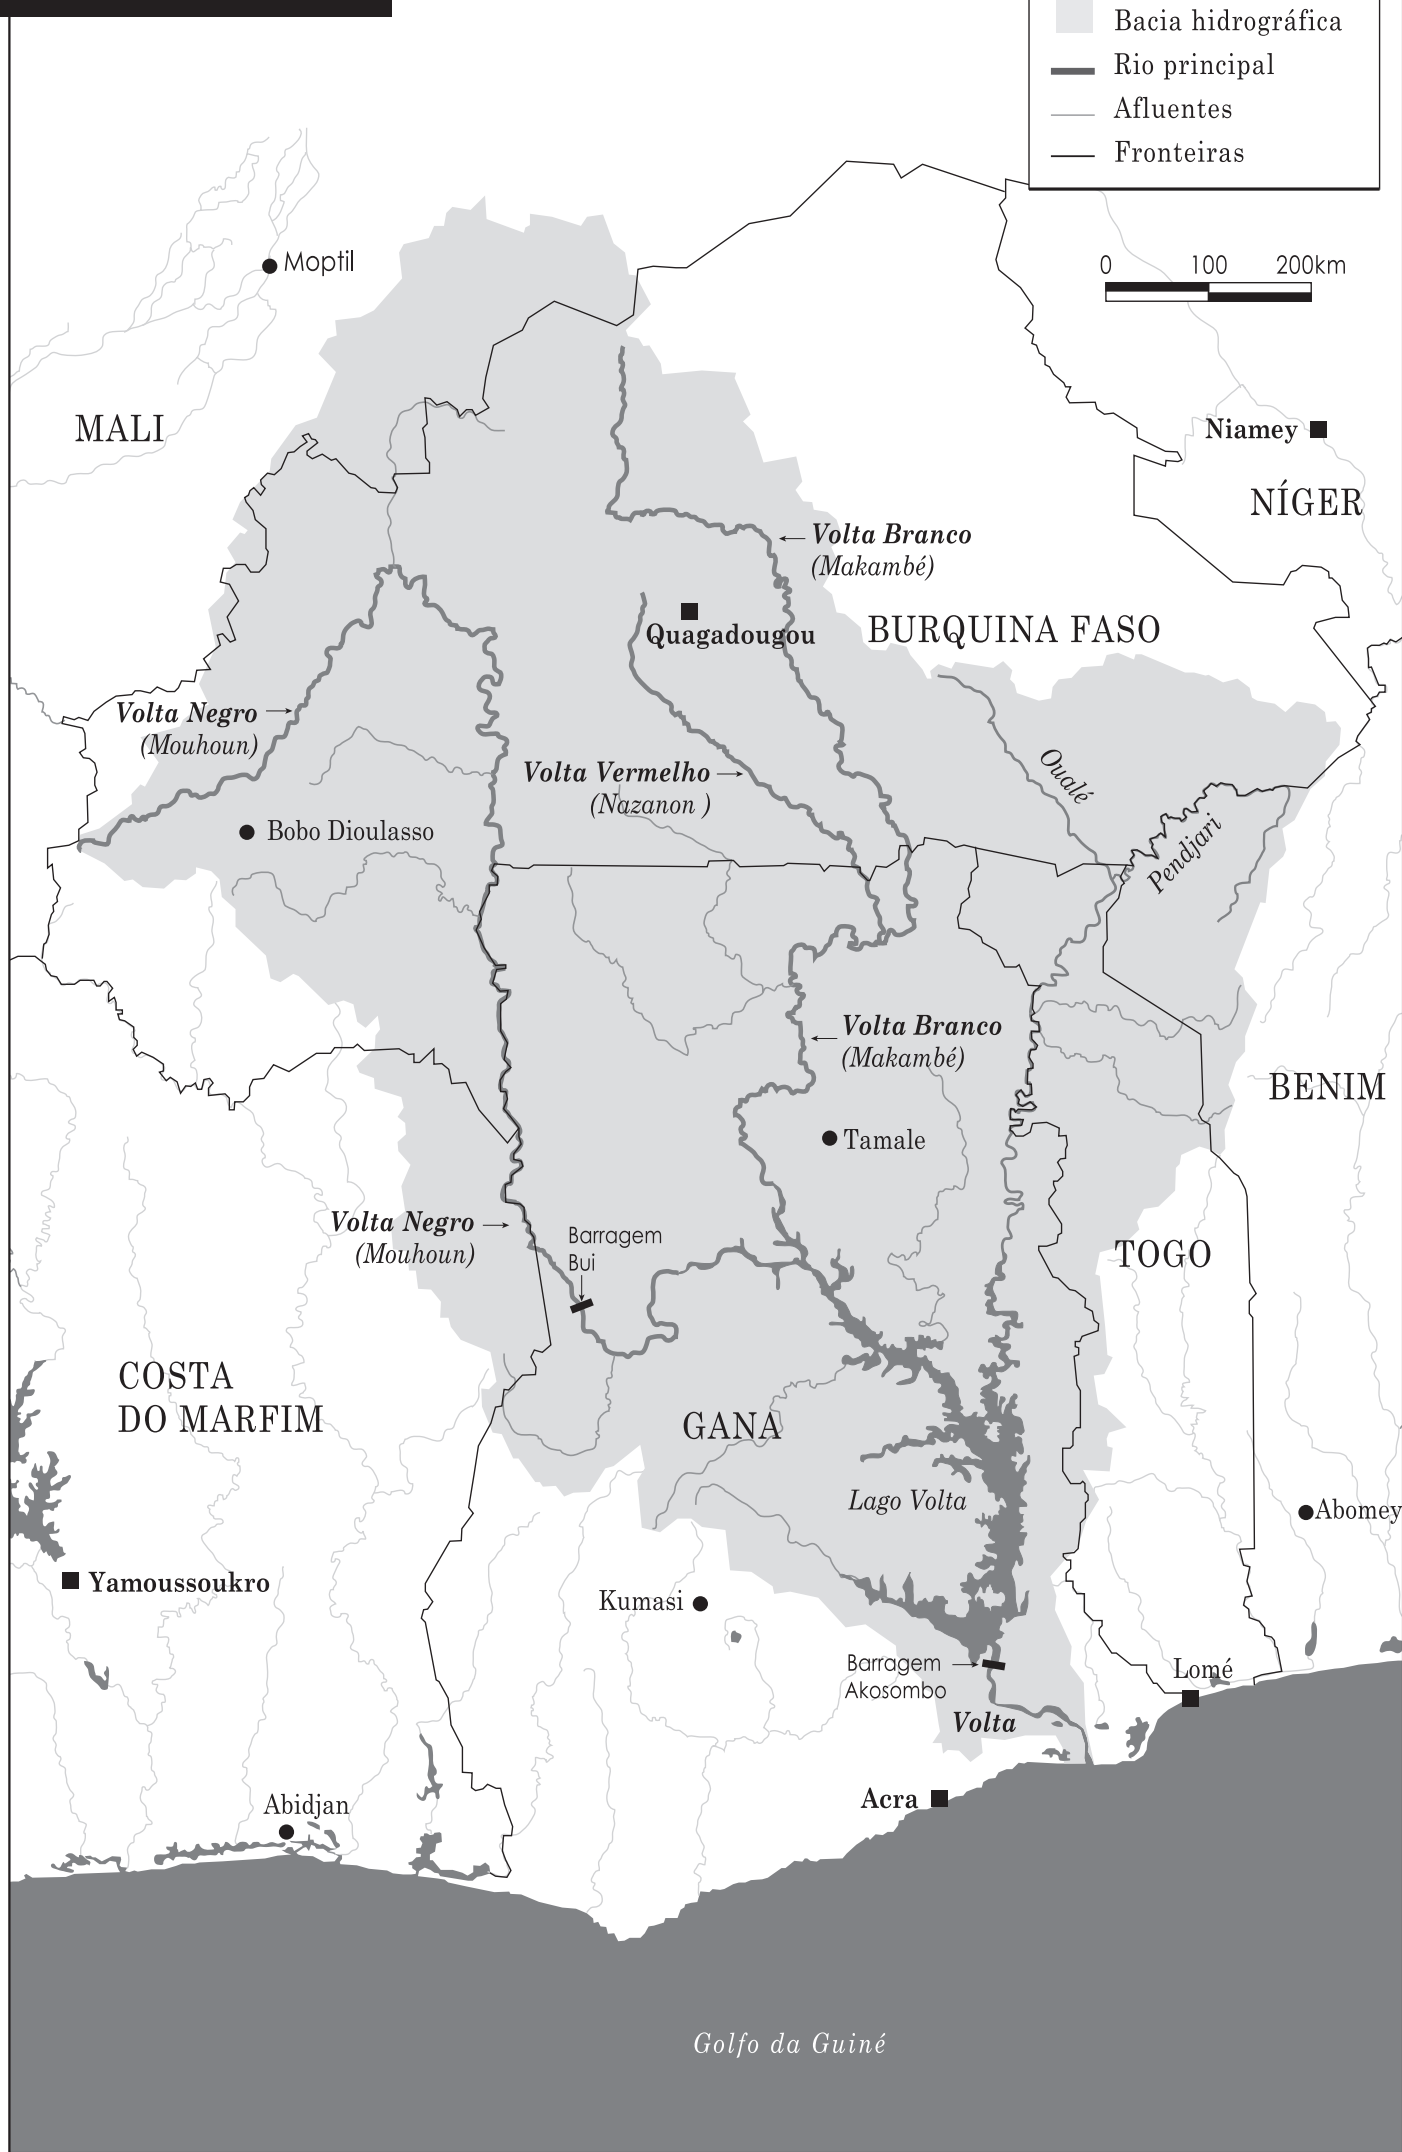 Bacia hidrográfica
Rio principal
Afluentes
Fronteiras
0 100 200km
Moptil
MALI
Niamey
NÍGER
Volta Branco
(Makambé)
Quagadougou
BURQUINA FASO
Volta Negro
(Mouhoun)
Oualé
Volta Vermelho
(Nazanon )
Pendjari
Bobo Dioulasso
Volta Branco
(Makambé)
BENIM
Tamale
Volta Negro
(Mouhoun)
Barragem
Bui
TOGO
COSTA
DO MARFIM
GANA
Lago Volta
Abomey
Yamoussoukro
Kumasi
Barragem
Akosombo
Lomé
Volta
Acra
Abidjan
Golfo da Guiné